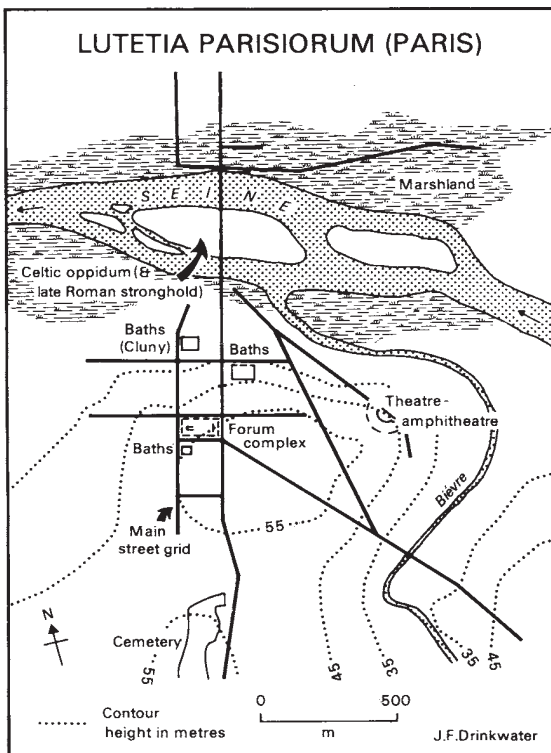 LUTETIA PARISIORUM (PARIS)
Marshland
SEINE
Celtic oppidum (&
late Roman stronghold)
Baths
(Cluny)
Baths
Theatre-
amphitheatre
Forum
complex
Baths
Bièvre
Main
street grid
55
N
Cemetery
55
45
35
35
45
Contour
height in metres
0 500
m
J.F.Drinkwater